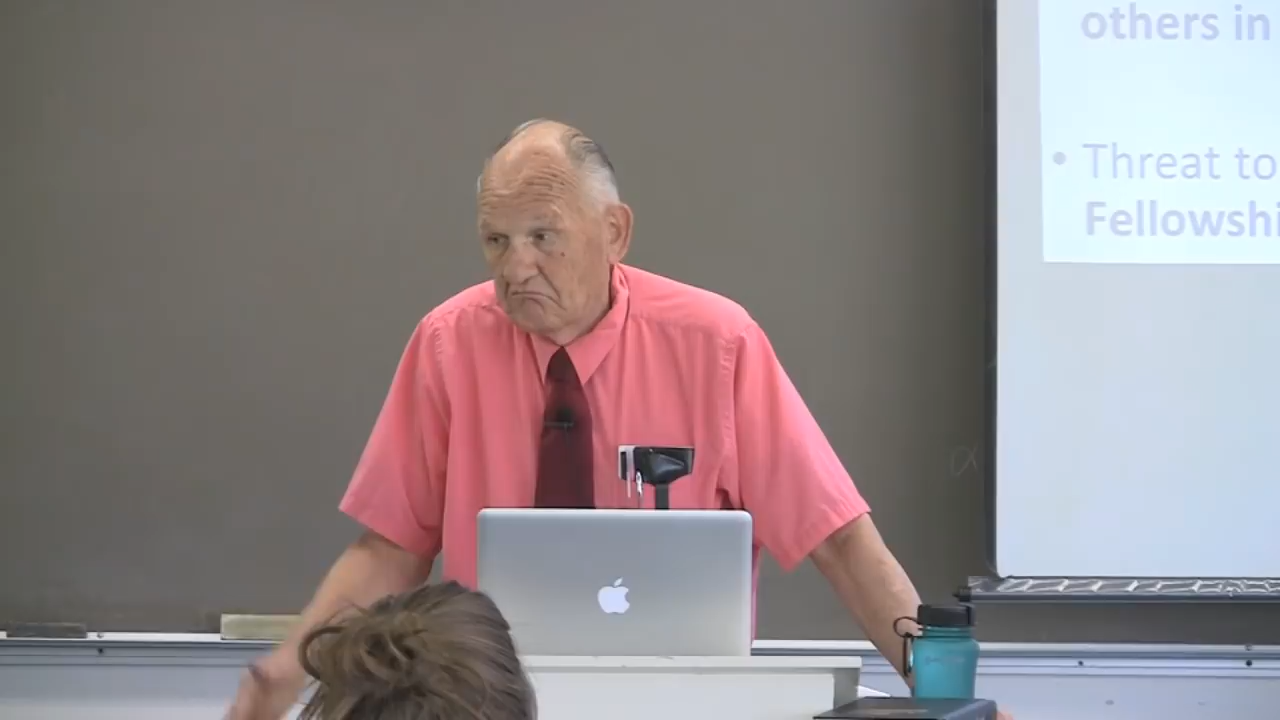 others in
• Threat to
Fellowshi